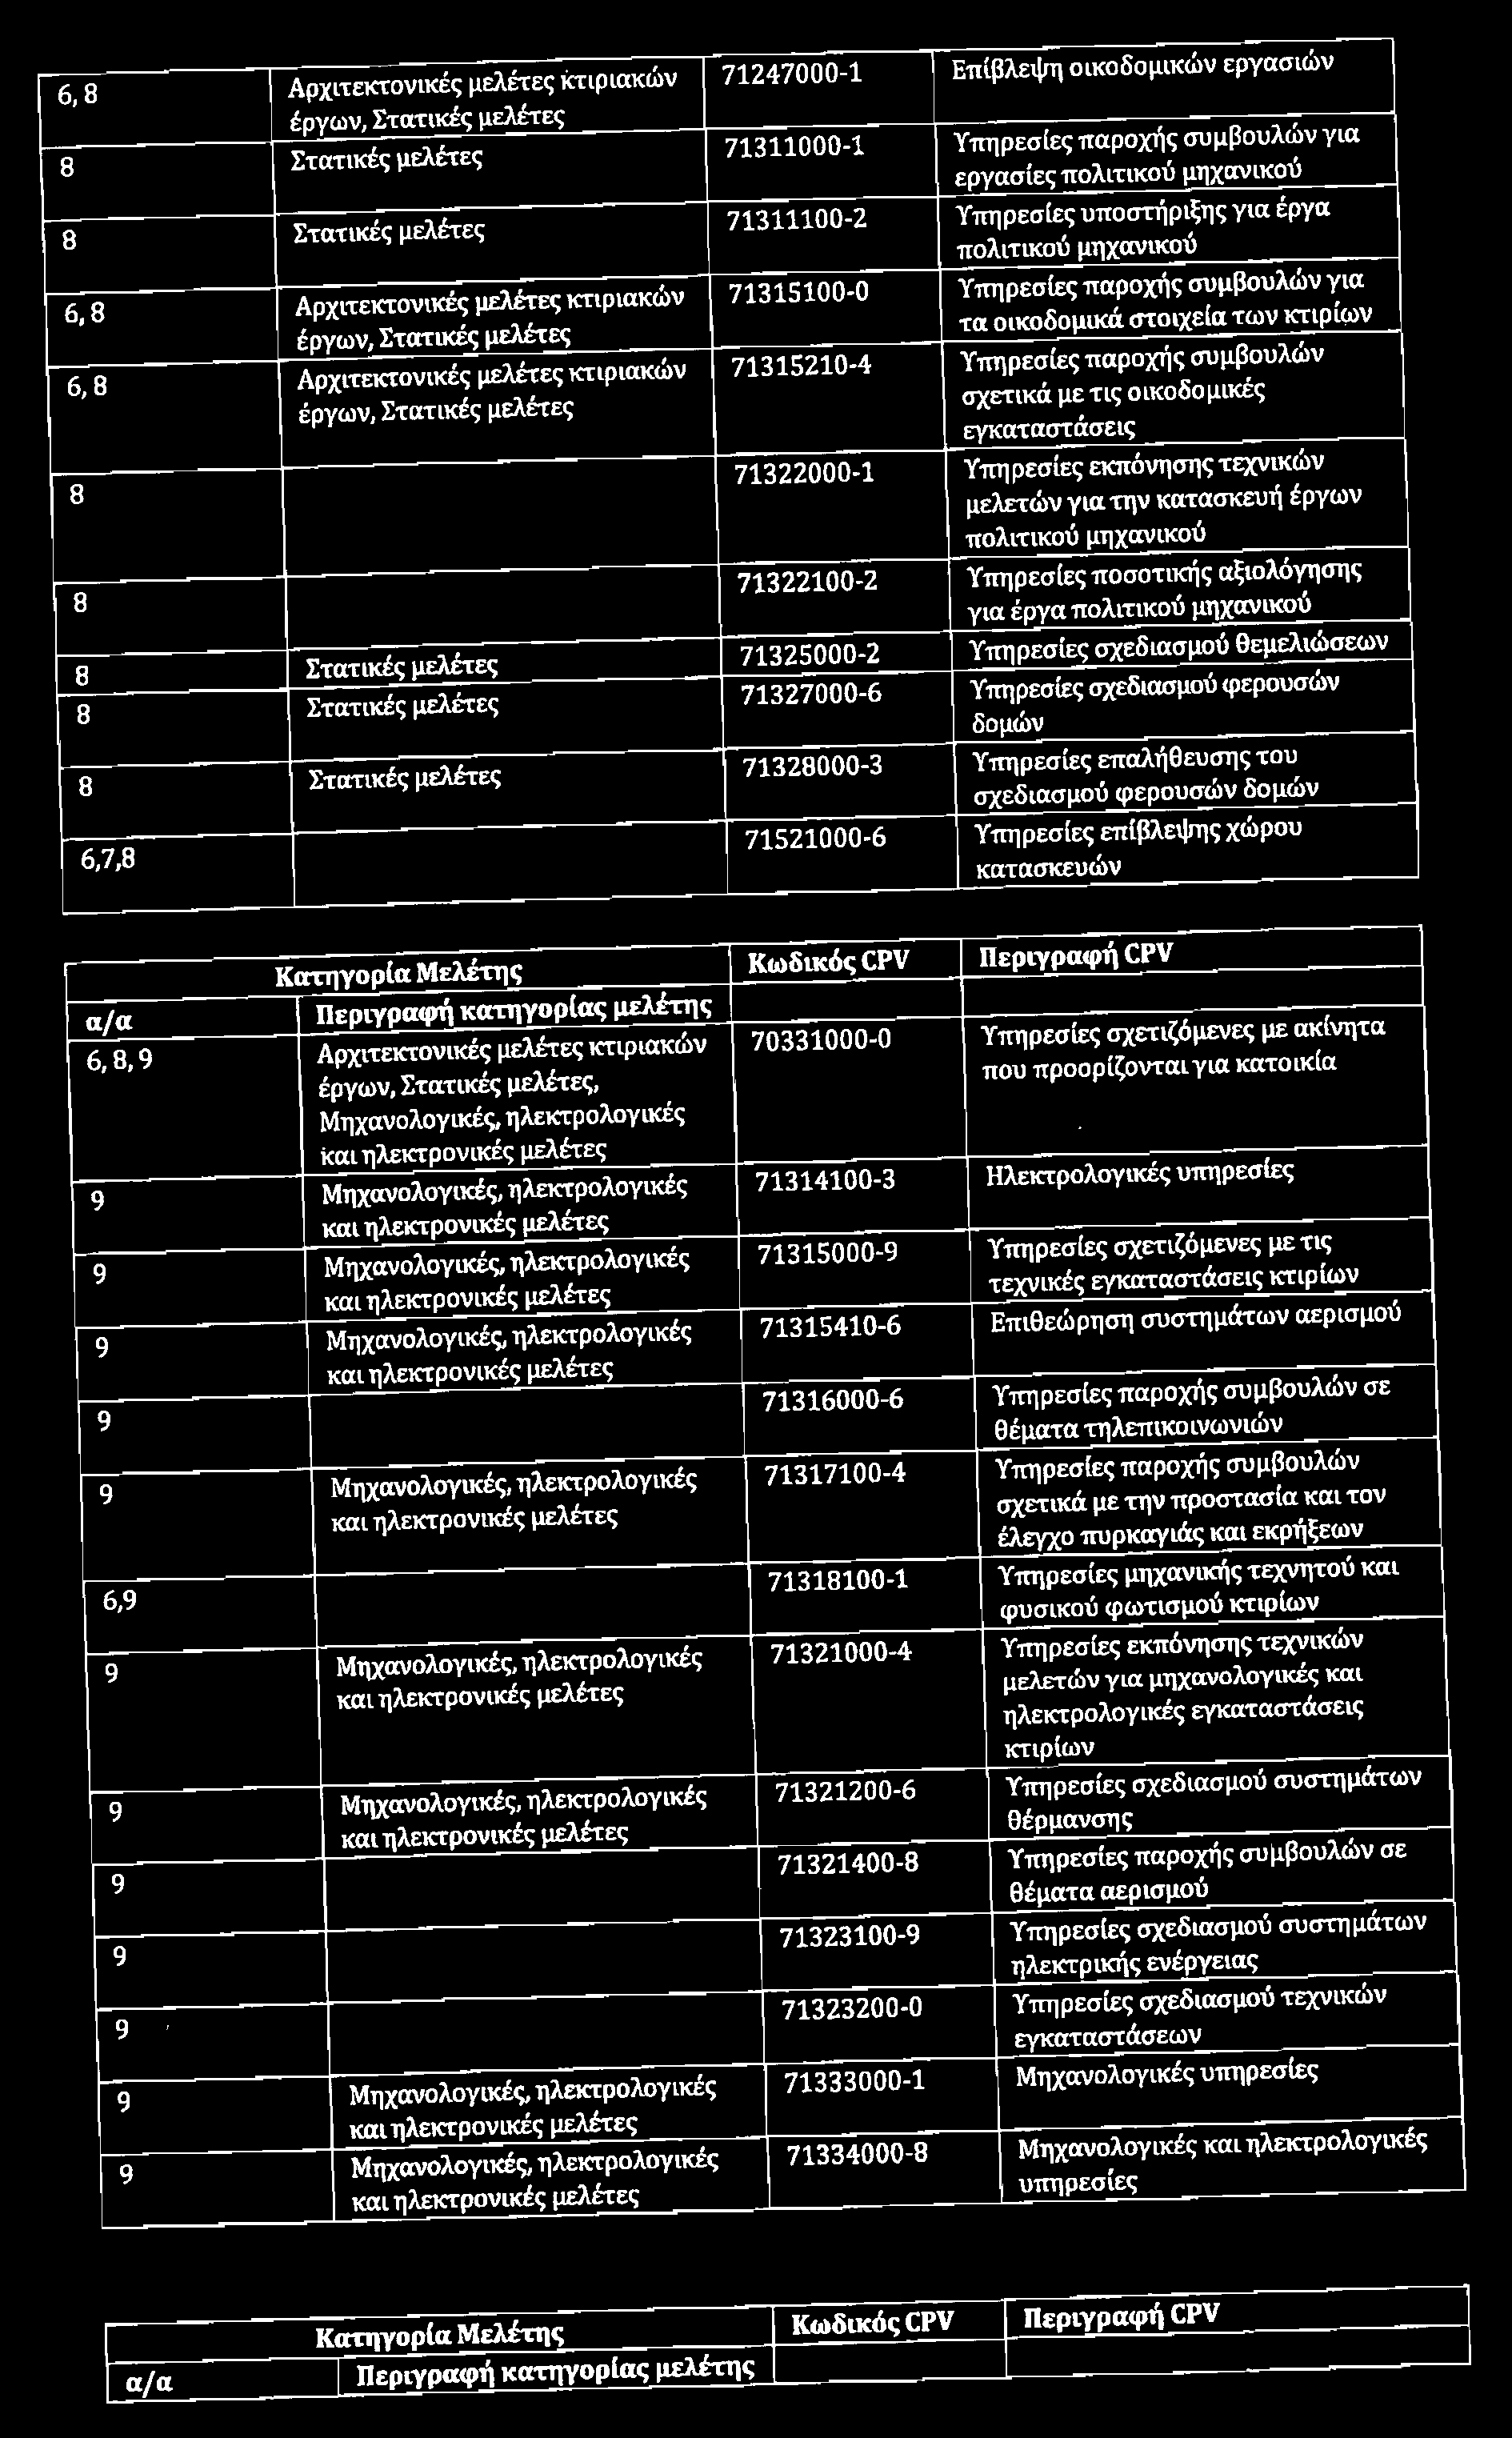 6, 8 Αρχιτεκτονικές μελέτες κτιριακών 71247000-1 Επίβλεψη οικοδομικών εργασιών
έργων, Στατικές μελέτες
8 Στατικές μελέτες 71311000-1 Υπηρεσίες παροχής συμβουλών για
εργασίες πολιτικού μηχανικού
8 Στατικές μελέτες 71311100-2 Υπηρεσίες υποστήριξης για έργα
πολιτικού μηχανικού
6, 8 Αρχιτεκτονικές μελέτες κτιριακών 71315100-0 Υπηρεσίες παροχής συμβουλών για
έργων, Στατικές μελέτες τα οικοδομικά στοιχεία των κτιρίων
6, 8 Αρχιτεκτονικές μελέτες κτιριακών 71315210-4 Υπηρεσίες παροχής συμβουλών
έργων, Στατικές μελέτες σχετικά με τις οικοδομικές
εγκαταστάσεις
8 71322000-1 Υπηρεσίες εκπόνησης τεχνικών
μελετών για την κατασκευή έργων
πολιτικού μηχανικού
8 71322100-2 Υπηρεσίες ποσοτικής αξιολόγησης
για έργα πολιτικού μηχανικού
8 Στατικές μελέτες 71325000-2 Υπηρεσίες σχεδιασμού θεμελιώσεων
8 Στατικές μελέτες 71327000-6 Υπηρεσίες σχεδιασμού φερουσών
δομών
8 Στατικές μελέτες 71328000-3 Υπηρεσίες επαλήθευσης του
σχεδιασμού φερουσών δομών
6,7,8 71521000-6 Υπηρεσίες επίβλεψης χώρου
κατασκευών
Κατηγορία Μελέτης Κωδικός CPV Περιγραφή CPV
α/α Περιγραφή κατηγορίας μελέτης
6, 8, 9 Αρχιτεκτονικές μελέτες κτιριακών 70331000-0 Υπηρεσίες σχετιζόμενες με ακίνητα
έργων, Στατικές μελέτες, που προορίζονται για κατοικία
Μηχανολογικές, ηλεκτρολογικές
και ηλεκτρονικές μελέτες
9 Μηχανολογικές, ηλεκτρολογικές 71314100-3 Ηλεκτρολογικές υπηρεσίες
και ηλεκτρονικές μελέτες
9 Μηχανολογικές, ηλεκτρολογικές 71315000-9 Υπηρεσίες σχετιζόμενες με τις
και ηλεκτρονικές μελέτες τεχνικές εγκαταστάσεις κτιρίων
9 Μηχανολογικές, ηλεκτρολογικές 71315410-6 Επιθεώρηση συστημάτων αερισμού
και ηλεκτρονικές μελέτες
9 71316000-6 Υπηρεσίες παροχής συμβουλών σε
θέματα τηλεπικοινωνιών
9 Μηχανολογικές, ηλεκτρολογικές 71317100-4 Υπηρεσίες παροχής συμβουλών
και ηλεκτρονικές μελέτες σχετικά με την προστασία και τον
έλεγχο πυρκαγιάς και εκρήξεων
6,9 71318100-1 Υπηρεσίες μηχανικής τεχνητού και
φυσικού φωτισμού κτιρίων
9 Μηχανολογικές, ηλεκτρολογικές 71321000-4 Υπηρεσίες εκπόνησης τεχνικών
και ηλεκτρονικές μελέτες μελετών για μηχανολογικές και
ηλεκτρολογικές εγκαταστάσεις
κτιρίων
9 Μηχανολογικές, ηλεκτρολογικές 71321200-6 Υπηρεσίες σχεδιασμού συστημάτων
και ηλεκτρονικές μελέτες θέρμανσης
9 71321400-8 Υπηρεσίες παροχής συμβουλών σε
θέματα αερισμού
9 71323100-9 Υπηρεσίες σχεδιασμού συστημάτων
ηλεκτρικής ενέργειας
9 71323200-0 Υπηρεσίες σχεδιασμού τεχνικών
εγκαταστάσεων
9 Μηχανολογικές, ηλεκτρολογικές 71333000-1 Μηχανολογικές υπηρεσίες
και ηλεκτρονικές μελέτες
9 Μηχανολογικές, ηλεκτρολογικές 71334000-8 Μηχανολογικές και ηλεκτρολογικές
και ηλεκτρονικές μελέτες υπηρεσίες
Κατηγορία Μελέτης Κωδικός CPV Περιγραφή CPV
α/α Περιγραφή κατηγορίας μελέτης